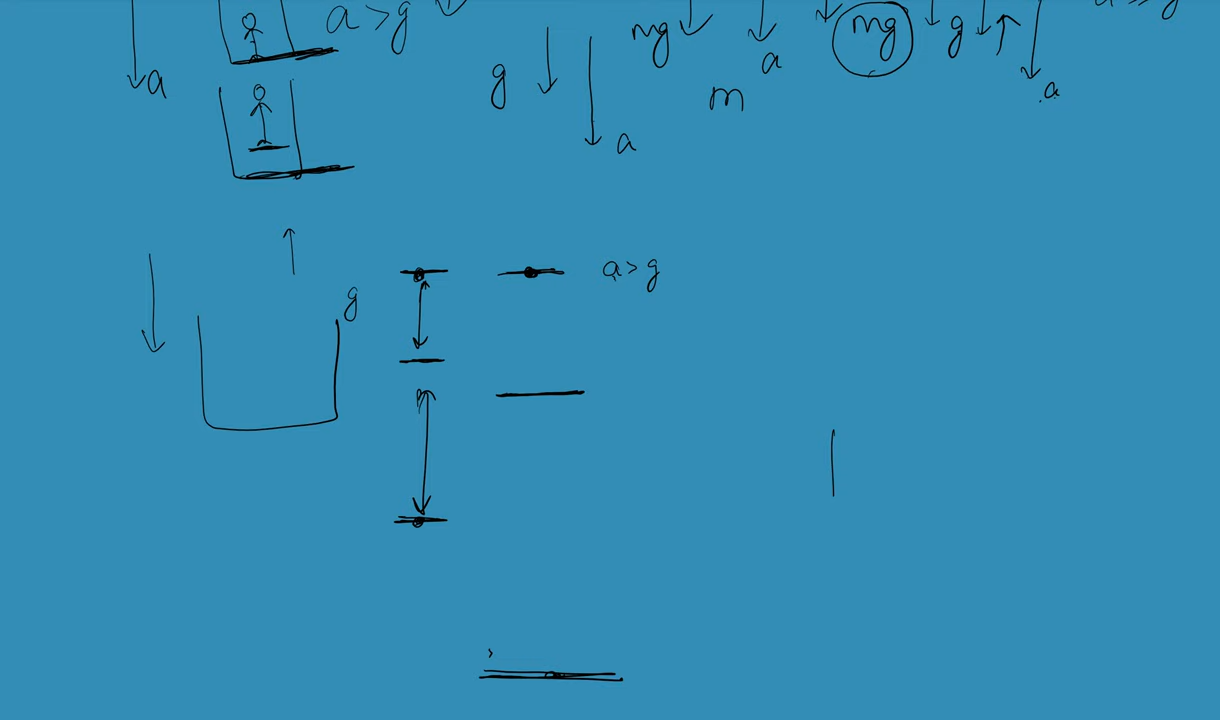 a a > g
g a
mg a mg g a
m
g a > g